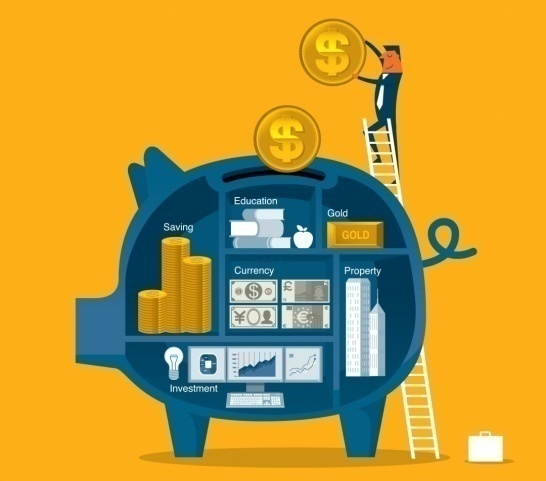 $
$
Education
Saving
Gold
GOLD
Currency
Property
$
£
¥
€
Investment